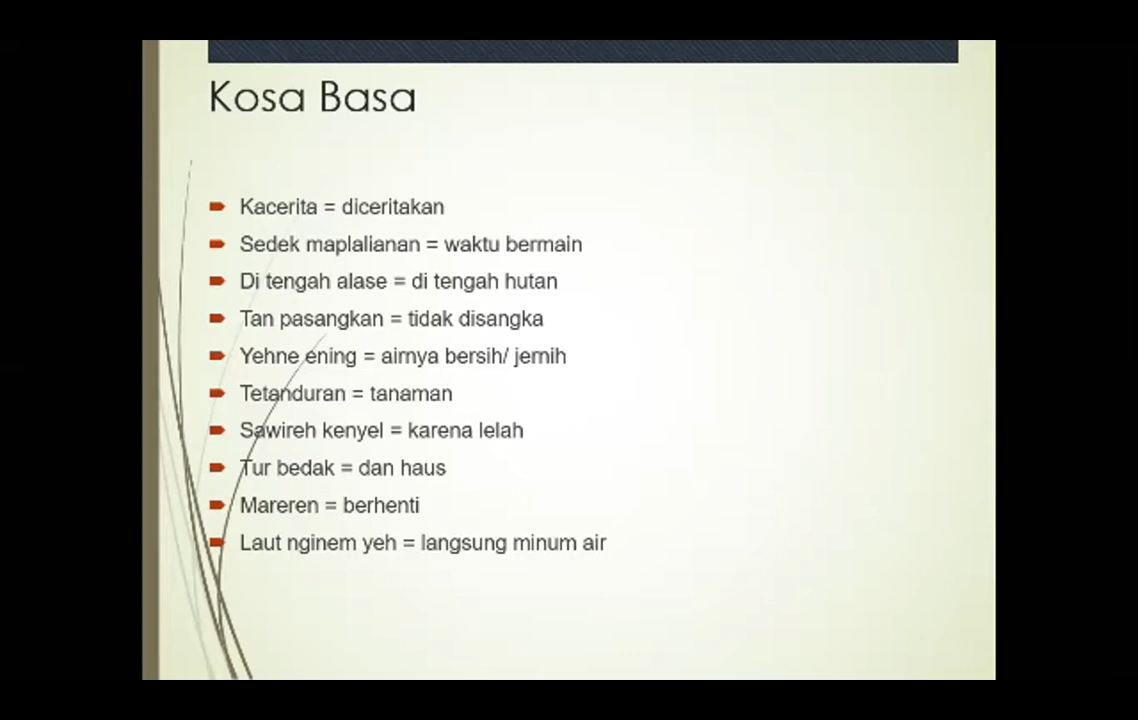 Kosa Basa
Kacerita = diceritakan
Sedek maplalianan = waktu bermain
Di tengah alase = di tengah hutan
Tan pasangkan = tidak disangka
Yehne ening = airnya bersih/ jernih
Tetanduran = tanaman
Sawireh kenyel = karena lelah
Tur bedak = dan haus
Mareren = berhenti
Laut nginem yeh = langsung minum air